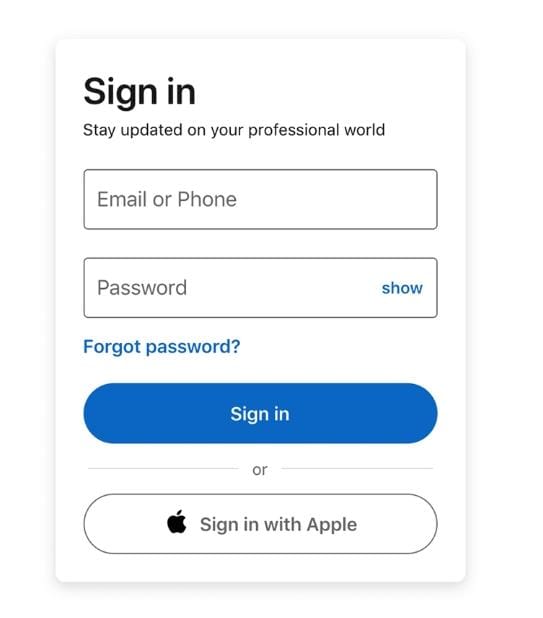 Sign in
Stay updated on your professional world
Email or Phone
Password show
Forgot password?
Sign in
or
Sign in with Apple